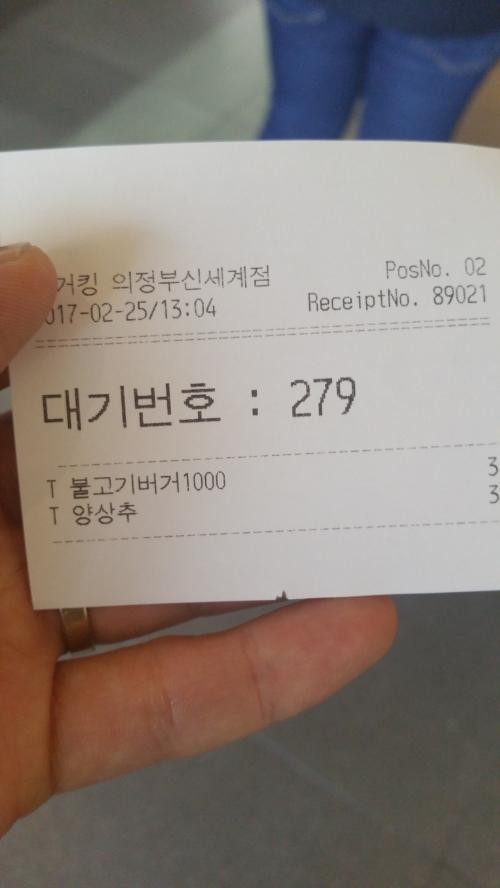 거킹 의정부신세계점 PosNo. 02
017-02-25/13:04 ReceiptNo. 89021
대기번호 : 279
T 불고기버거1000 3
T 양상추 3